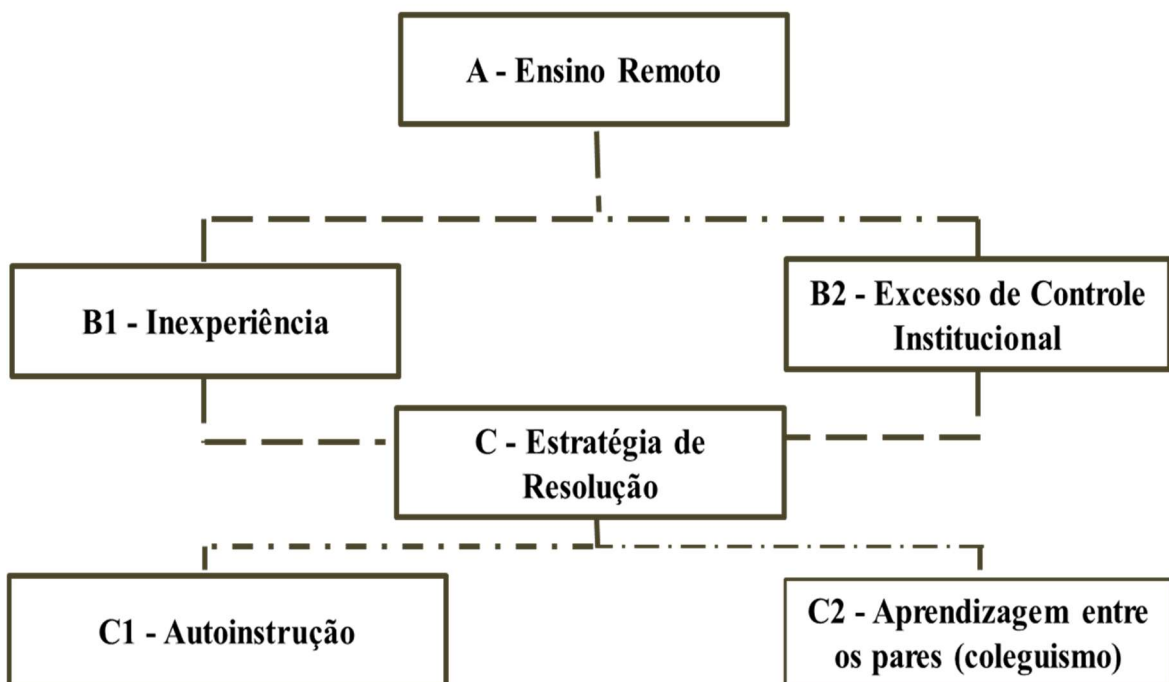 A - Ensino Remoto
B1 - Inexperiência
B2 - Excesso de Controle
Institucional
C - Estratégia de
Resolução
C1 - Autoinstrução
C2 - Aprendizagem entre
os pares (coleguismo)